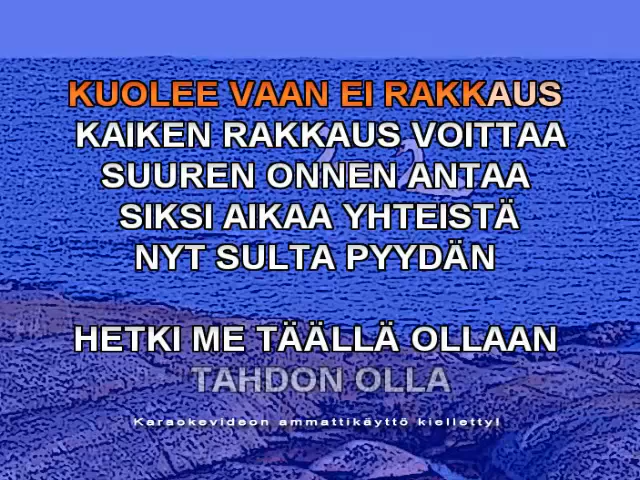 KUOLEE VAAN EI RAKKAUS
KAIKEN RAKKAUS VOITTAA
SUUREN ONNEN ANTAA
SIKSI AIKAA YHTEISTÄ
NYT SULTA PYYDÄN
HETKI ME TÄÄLLÄ OLLAAN
TAHDON OLLA
Karaokevideon ammattikäyttö kielletty!